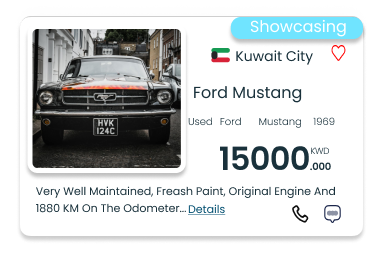 Showcasing
Kuwait City
Ford Mustang
Used Ford Mustang 1969
15000 KWD
.000
HVK
124C
Very Well Maintained, Freash Paint, Original Engine And
1880 KM On The Odometer... Details